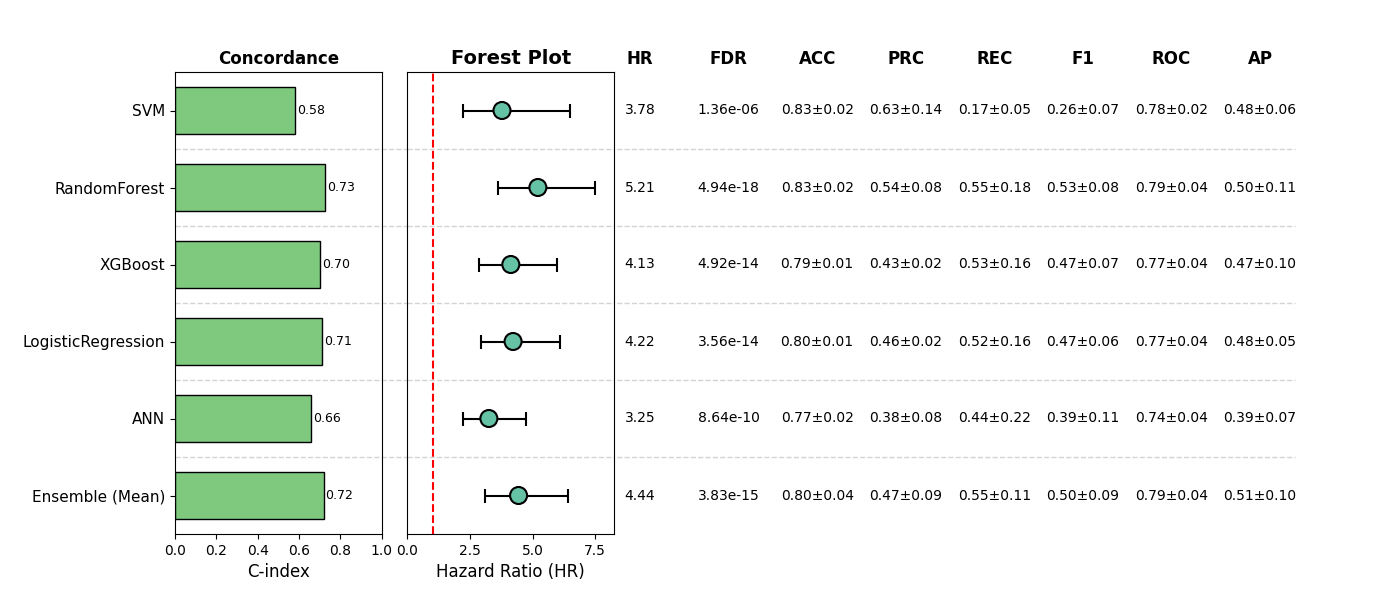 Concordance Forest Plot HR FDR ACC PRC REC F1 ROC AP
SVM 0.58 3.78 1.36e-06 0.83±0.02 0.63±0.14 0.17±0.05 0.26±0.07 0.78±0.02 0.48±0.06
RandomForest 0.73 5.21 4.94e-18 0.83±0.02 0.54±0.08 0.55±0.18 0.53±0.08 0.79±0.04 0.50±0.11
XGBoost 0.70 4.13 4.92e-14 0.79±0.01 0.43±0.02 0.53±0.16 0.47±0.07 0.77±0.04 0.47±0.10
LogisticRegression 0.71 4.22 3.56e-14 0.80±0.01 0.46±0.02 0.52±0.16 0.47±0.06 0.77±0.04 0.48±0.05
ANN 0.66 3.25 8.64e-10 0.77±0.02 0.38±0.08 0.44±0.22 0.39±0.11 0.74±0.04 0.39±0.07
Ensemble (Mean) 0.72 4.44 3.83e-15 0.80±0.04 0.47±0.09 0.55±0.11 0.50±0.09 0.79±0.04 0.51±0.10
0.0 0.2 0.4 0.6 0.8 1.0 0.0 2.5 5.0 7.5
C-index Hazard Ratio (HR)